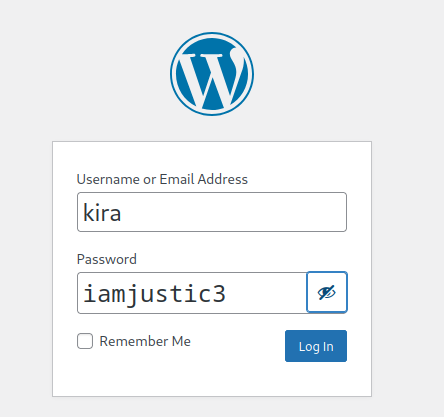 Username or Email Address
kira
Password
iamjustic3
Remember Me
Log In